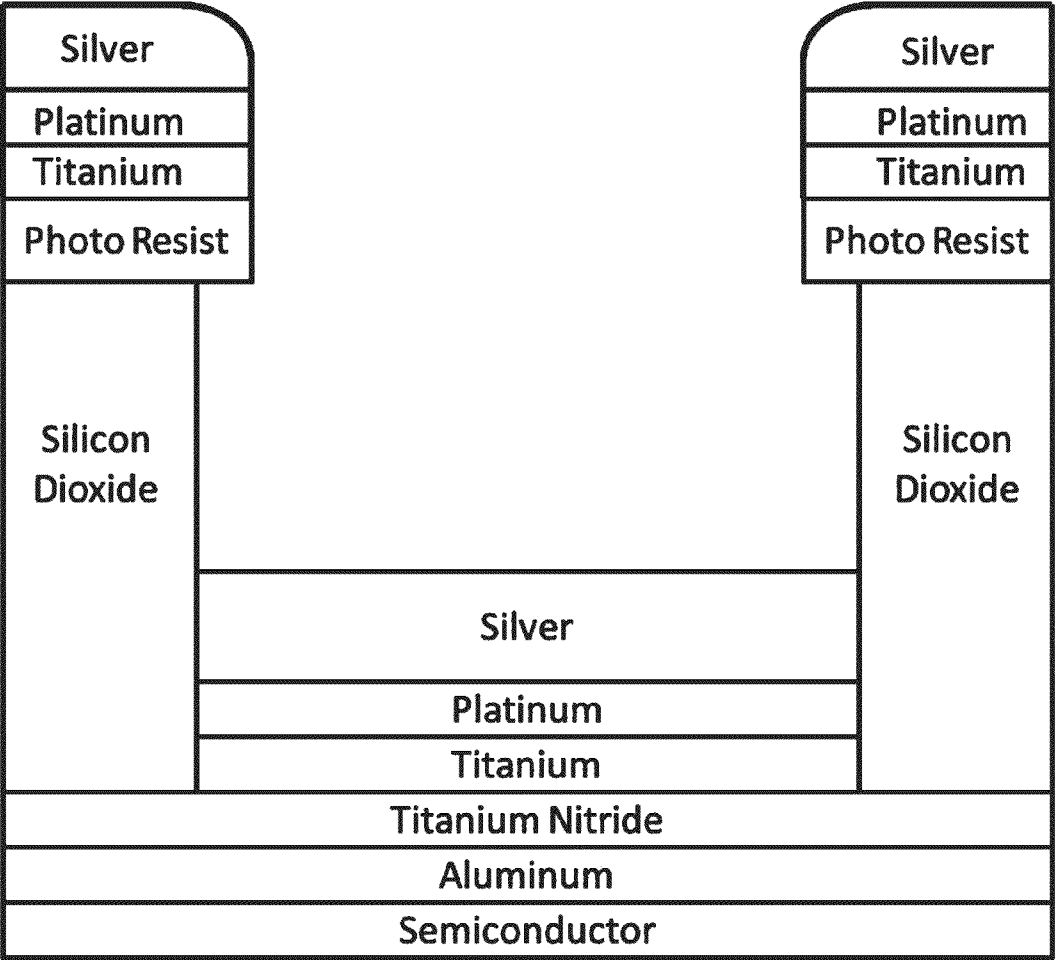 Silver
Silver
Platinum
Platinum
Titanium
Titanium
Photo Resist
Photo Resist
Silicon
Dioxide
Silicon
Dioxide
Silver
Platinum
Titanium
Titanium Nitride
Aluminum
Semiconductor